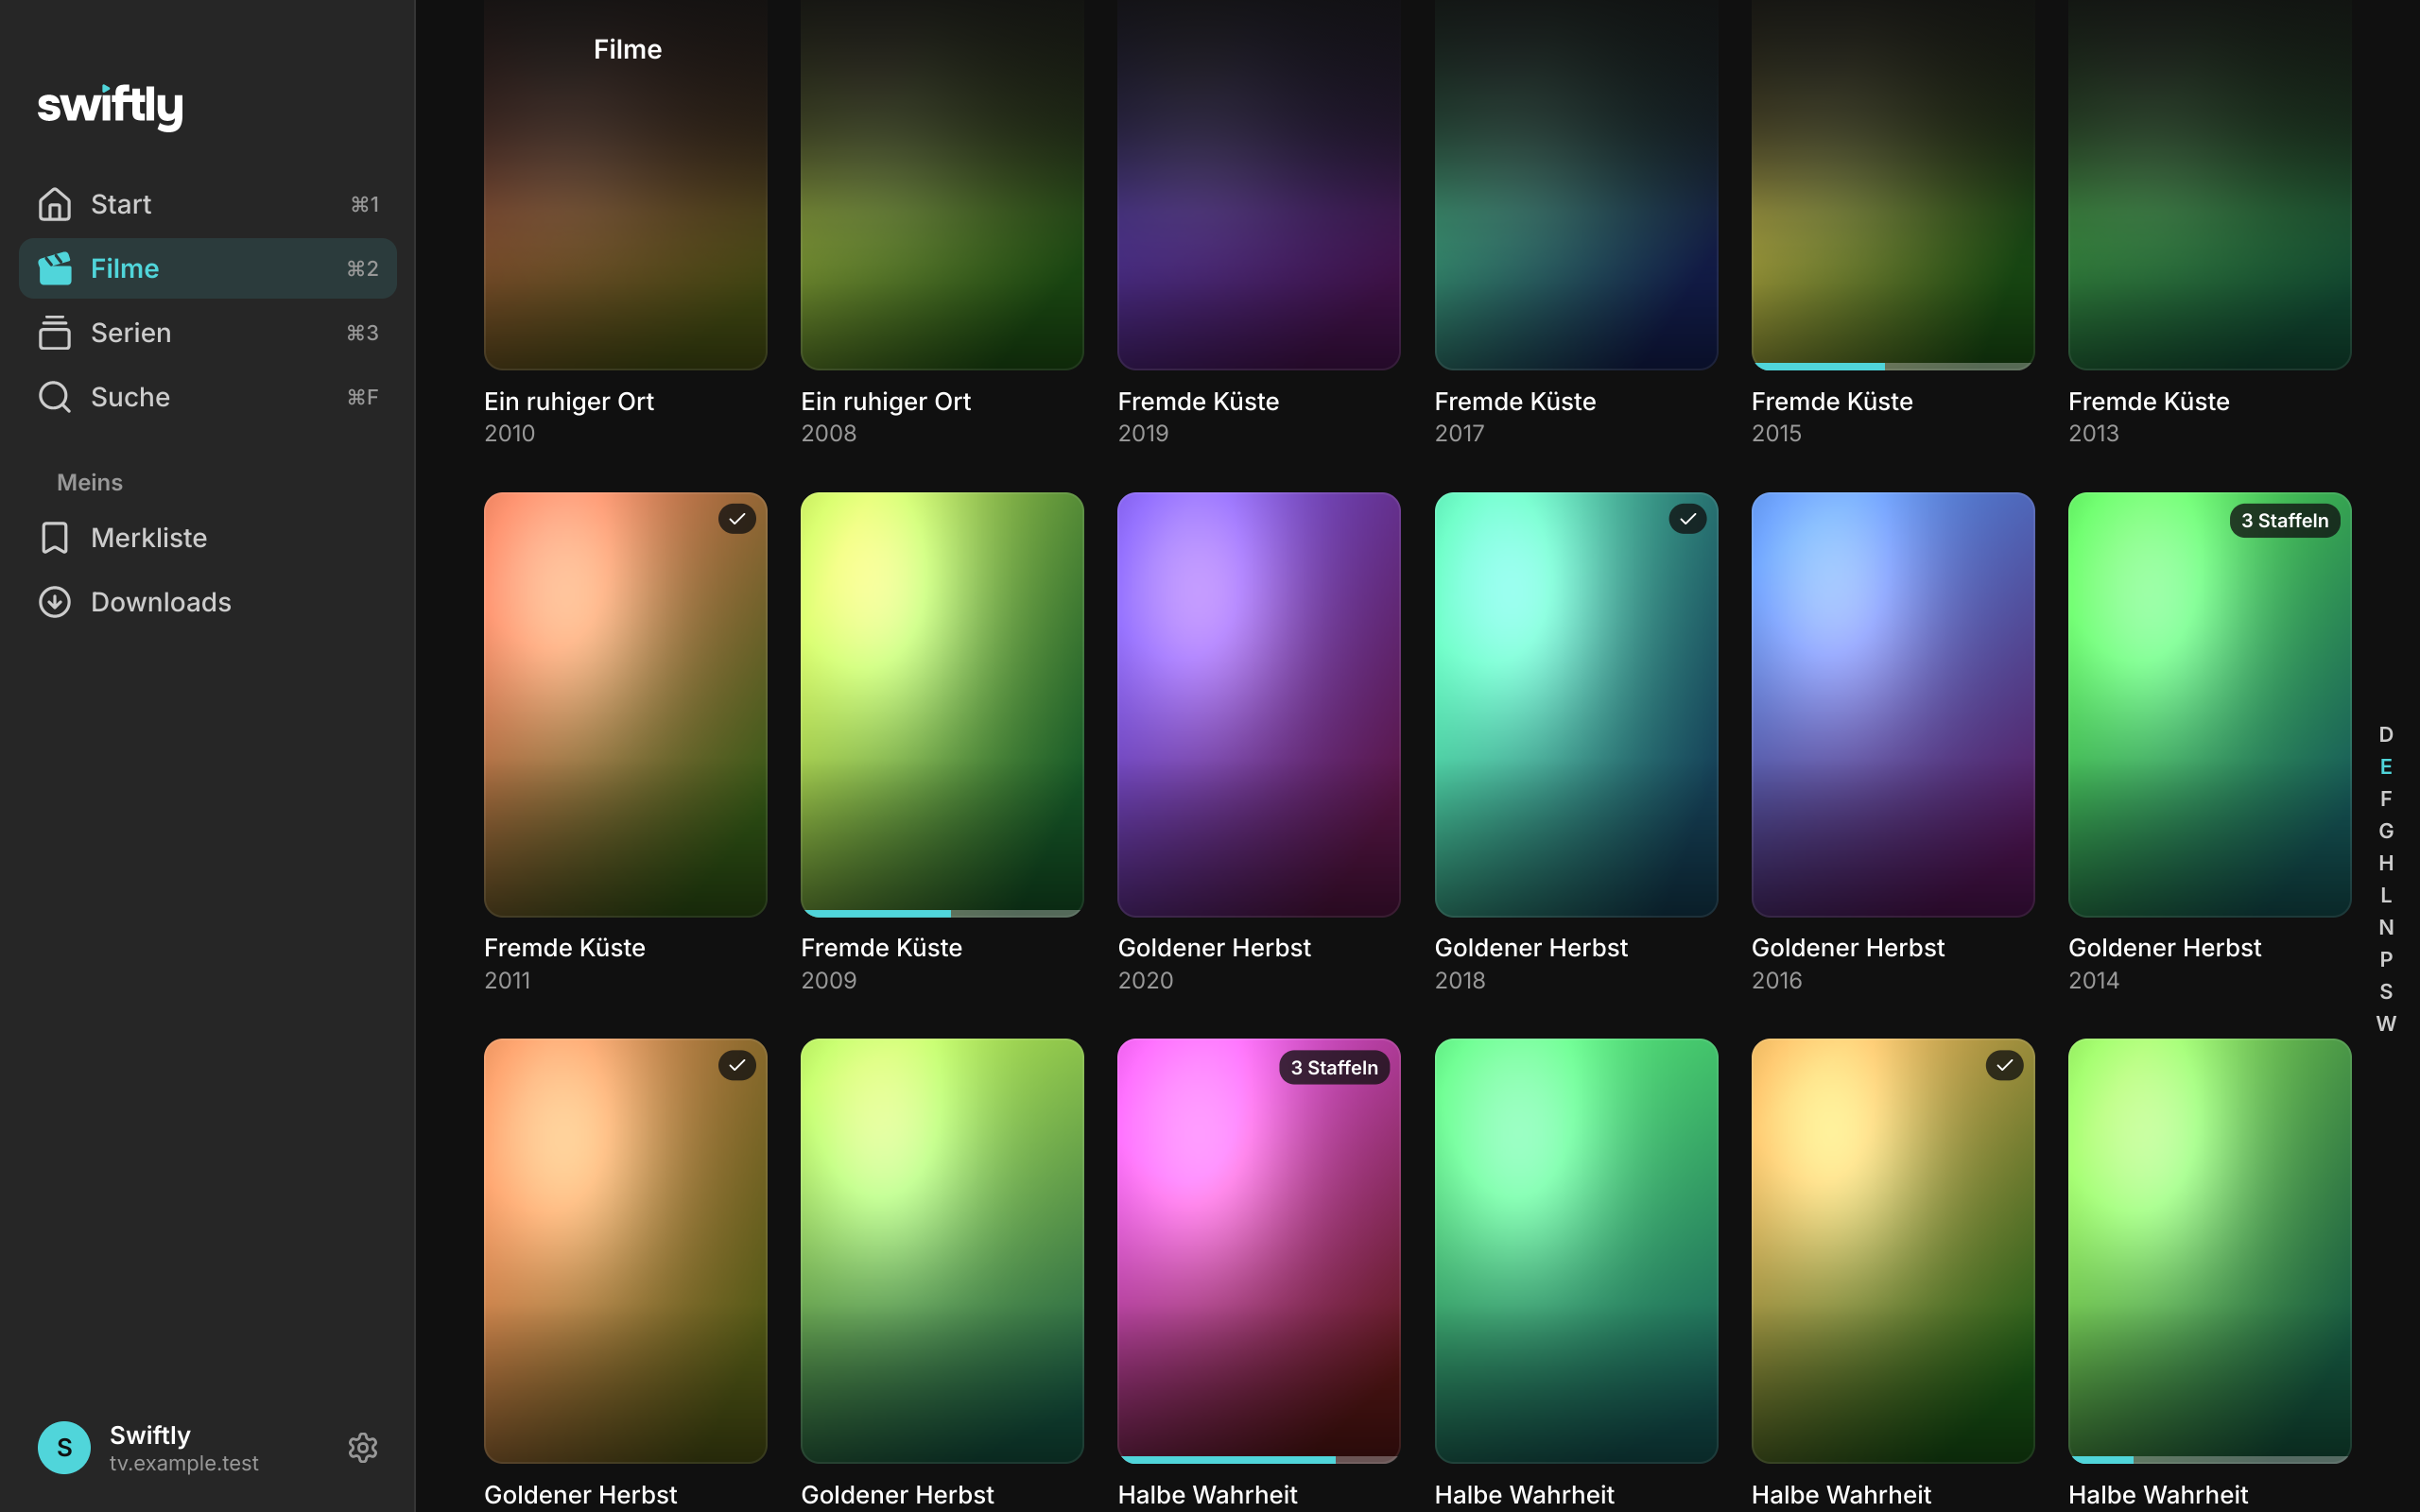 swiftly
Start ⌘1
Filme ⌘2
Serien ⌘3
Suche ⌘F
Meins
Merkliste
Downloads
S
Swiftly
tv.example.test
Filme
Ein ruhiger Ort
2010
Ein ruhiger Ort
2008
Fremde Küste
2019
Fremde Küste
2017
Fremde Küste
2015
Fremde Küste
2013
Fremde Küste
2011
Fremde Küste
2009
Goldener Herbst
2020
Goldener Herbst
2018
Goldener Herbst
2016
3 Staffeln
Goldener Herbst
2014
Goldener Herbst
Goldener Herbst
3 Staffeln
Halbe Wahrheit
Halbe Wahrheit
Halbe Wahrheit
Halbe Wahrheit
D
E
F
G
H
L
N
P
S
W